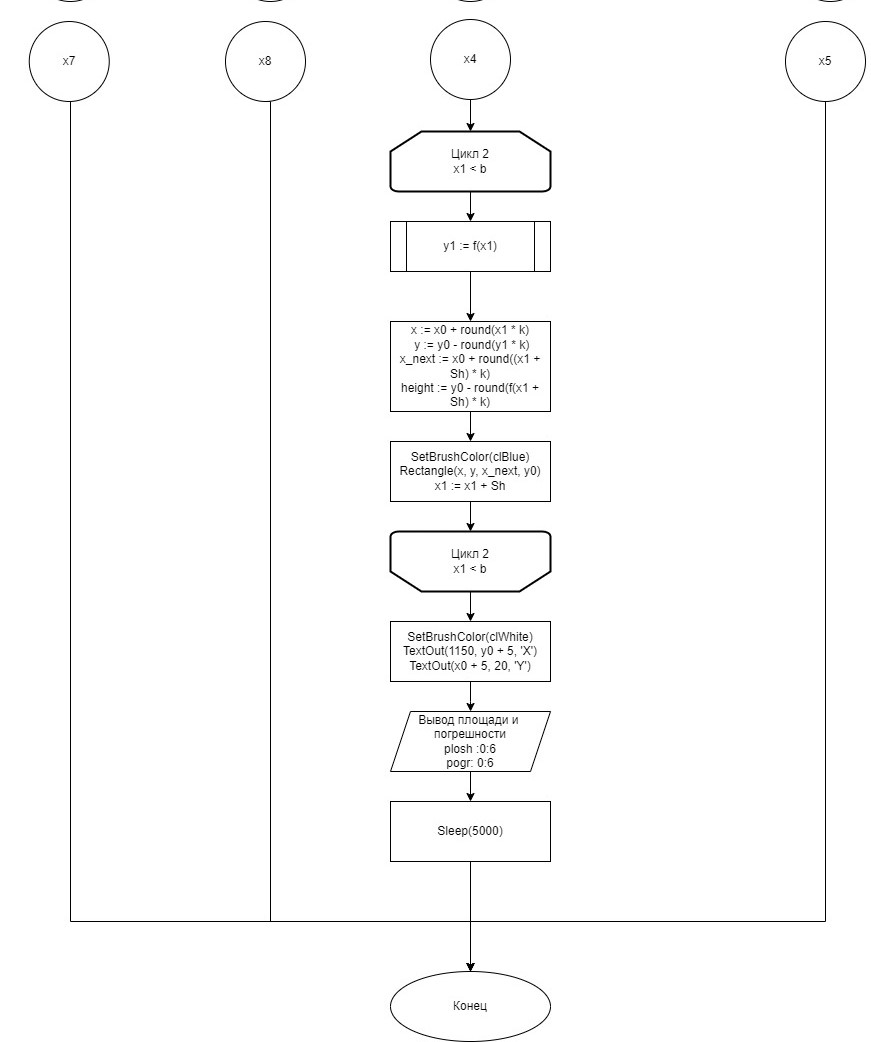 x7
x8
x4
x5
Цикл 2
x1 < b
y1 := f(x1)
x := x0 + round(x1 * k)
y := y0 - round(y1 * k)
x_next := x0 + round((x1 +
Sh) * k)
height := y0 - round(f(x1 +
Sh) * k)
SetBrushColor(clBlue)
Rectangle(x, y, x_next, y0)
x1 := x1 + Sh
Цикл 2
x1 < b
SetBrushColor(clWhite)
TextOut(1150, y0 + 5, 'X')
TextOut(x0 + 5, 20, 'Y')
Вывод площади и
погрешности
plosh :0:6
pogr: 0:6
Sleep(5000)
Конец